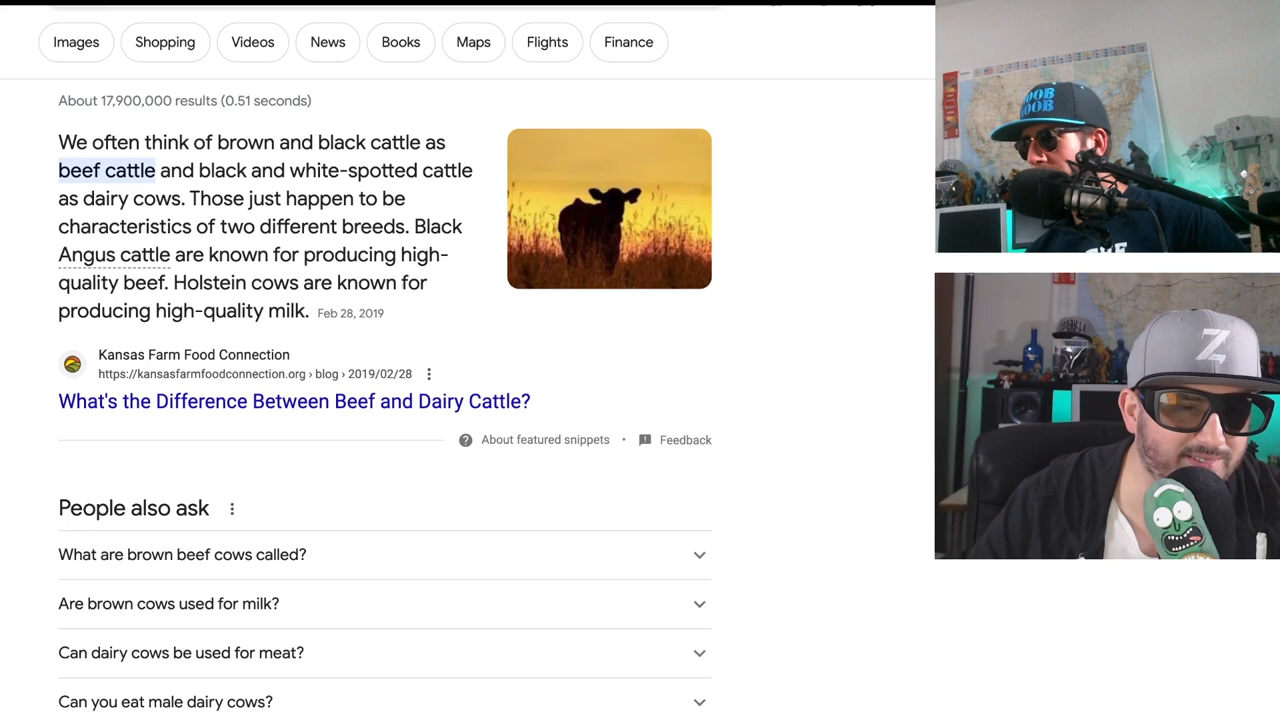 Images
Shopping
Videos
News
Books
Maps
Flights
Finance
About 17,900,000 results (0.51 seconds)
We often think of brown and black cattle as
beef cattle and black and white-spotted cattle
as dairy cows. Those just happen to be
characteristics of two different breeds. Black
Angus cattle are known for producing high-
quality beef. Holstein cows are known for
producing high-quality milk. Feb 28, 2019
Kansas Farm Food Connection
https://kansasfarmfoodconnection.org › blog › 2019/02/28
What's the Difference Between Beef and Dairy Cattle?
About featured snippets • Feedback
People also ask
What are brown beef cows called?
Are brown cows used for milk?
Can dairy cows be used for meat?
Can you eat male dairy cows?
THE
Z